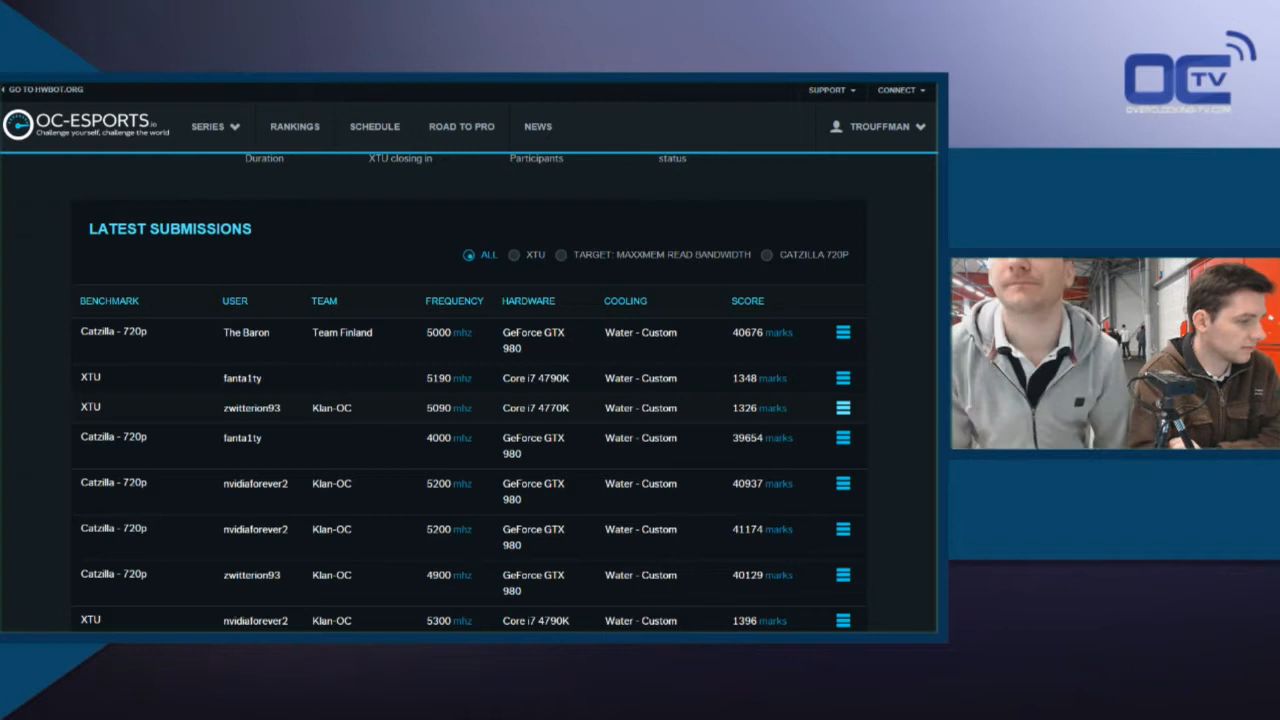 OC TV
OVERCLOCKING-TV.COM
GO TO HWBOT.ORG SUPPORT CONNECT
OC-ESPORTS.io
Challenge yourself, challenge the world
SERIES RANKINGS SCHEDULE ROAD TO PRO NEWS TROUFFMAN
Duration XTU closing in Participants status
LATEST SUBMISSIONS
ALL XTU TARGET: MAXXMEM READ BANDWIDTH CATZILLA 720P
BENCHMARK USER TEAM FREQUENCY HARDWARE COOLING SCORE
Catzilla - 720p The Baron Team Finland 5000 mhz GeForce GTX 980 Water - Custom 40676 marks
XTU fanta1ty 5190 mhz Core i7 4790K Water - Custom 1348 marks
XTU zwitterion93 Klan-OC 5090 mhz Core i7 4770K Water - Custom 1326 marks
Catzilla - 720p fanta1ty 4000 mhz GeForce GTX 980 Water - Custom 39654 marks
Catzilla - 720p nvidiaforever2 Klan-OC 5200 mhz GeForce GTX 980 Water - Custom 40937 marks
Catzilla - 720p nvidiaforever2 Klan-OC 5200 mhz GeForce GTX 980 Water - Custom 41174 marks
Catzilla - 720p zwitterion93 Klan-OC 4900 mhz GeForce GTX 980 Water - Custom 40129 marks
XTU nvidiaforever2 Klan-OC 5300 mhz Core i7 4790K Water - Custom 1396 marks